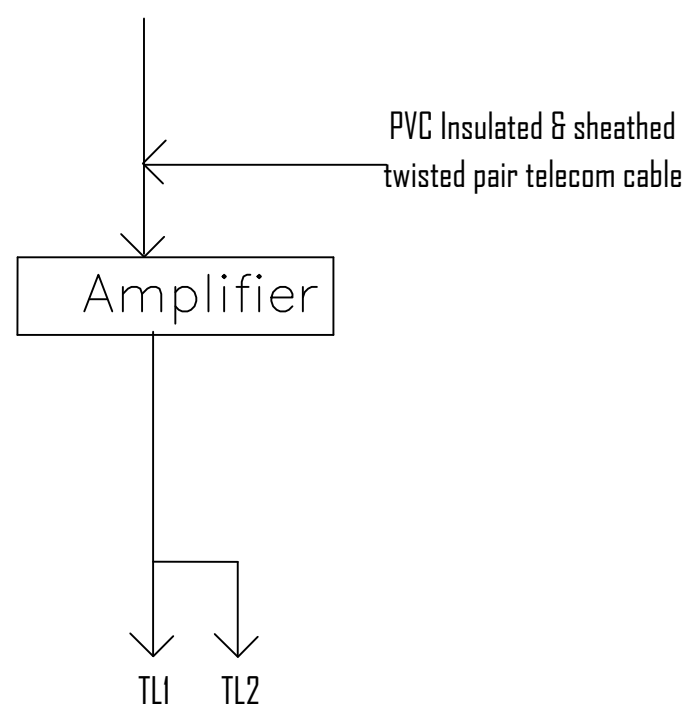 PVC Insulated & sheathed
twisted pair telecom cable
Amplifier
TL1 TL2